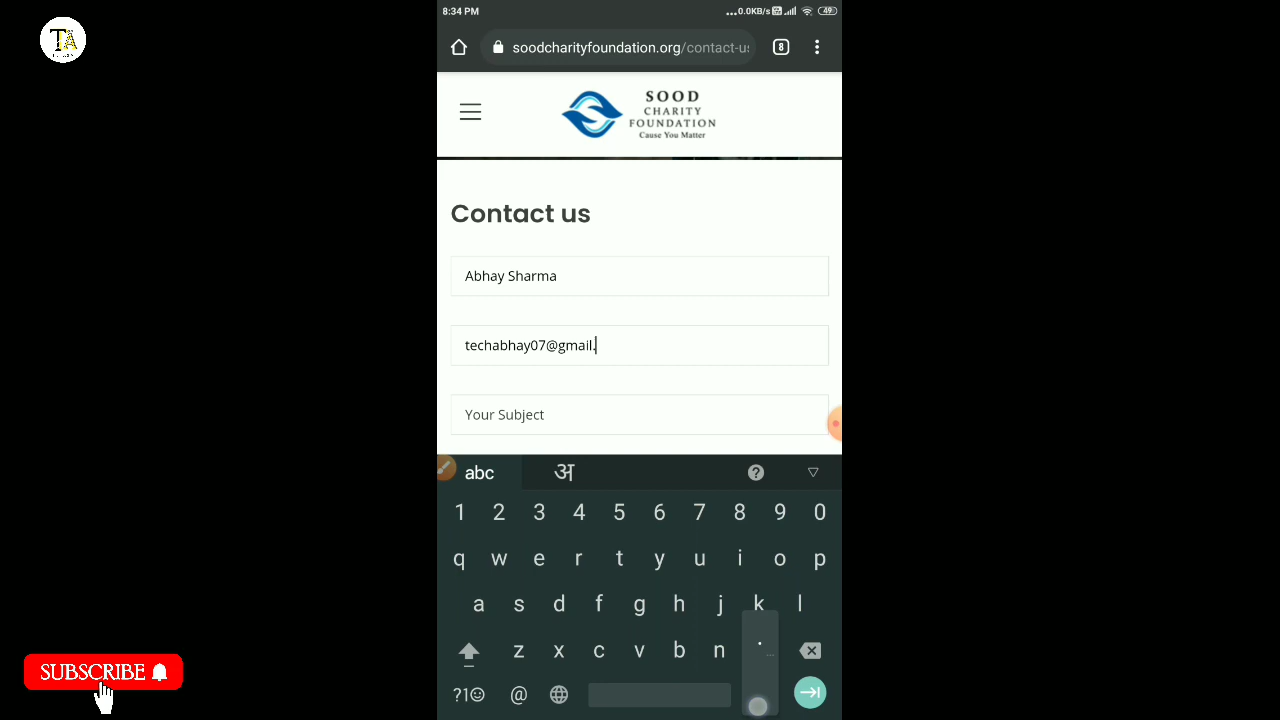 TA
8:34 PM
...0.0KB/s 49
soodcharityfoundation.org/contact-us
8
SOOD
CHARITY
FOUNDATION
Cause You Matter
Contact us
Abhay Sharma
techabhay07@gmail.
Your Subject
abc अ ?
1 2 3 4 5 6 7 8 9 0
q w e r t y u i o p
a s d f g h j k l
z x c v b n .
?1☺ @
SUBSCRIBE